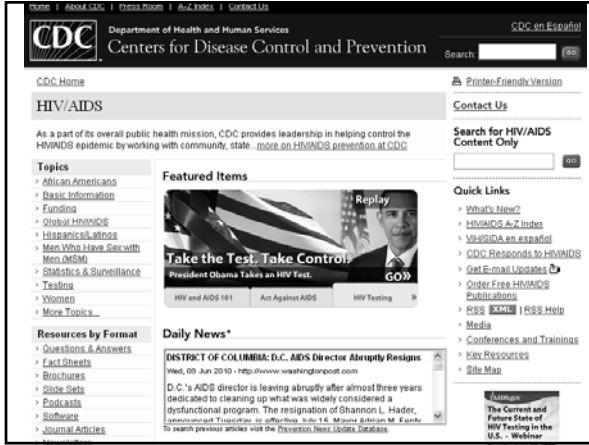 Home | About CDC | Press Room | A-Z Index | Contact Us
CDC en Español
CDC
Department of Health and Human Services
Centers for Disease Control and Prevention
Search:
GO
CDC Home
HIV/AIDS
As a part of its overall public health mission, CDC provides leadership in helping control the
HIV/AIDS epidemic by working with community, state...more on HIV/AIDS prevention at CDC
Topics
› African Americans
› Basic Information
› Funding
› Global HIV/AIDS
› Hispanics/Latinos
› Men Who Have Sex with
Men (MSM)
› Statistics & Surveillance
› Testing
› Women
› More Topics...
Resources by Format
› Questions & Answers
› Fact Sheets
› Brochures
› Slide Sets
› Podcasts
› Software
› Journal Articles
Featured Items
Replay
Take the Test. Take Control.
President Obama Takes an HIV Test.
GO»
HIV and AIDS 101
Act Against AIDS
HIV Testing »
Daily News*
DISTRICT OF COLUMBIA: D.C. AIDS Director Abruptly Resigns
Wed, 09 Jun 2010 - http://www.washingtonpost.com
D.C.'s AIDS director is leaving abruptly after almost three years
dedicated to cleaning up what was widely considered a
dysfunctional program. The resignation of Shannon L. Hader,
announced Tuesday, is effective July 16. Mayor Adrian M. Fenty
To search previous articles visit the Prevention News Update Database.
Printer-Friendly Version
Contact Us
Search for HIV/AIDS
Content Only
GO
Quick Links
› What's New?
› HIV/AIDS A-Z Index
› VIH/SIDA en español
› CDC Responds to HIV/AIDS
› Get E-mail Updates
› Order Free HIV/AIDS
Publications
› RSS XML | RSS Help
› Media
› Conferences and Trainings
› Key Resources
› Site Map
AIDS.gov
The Current and
Future State of
HIV Testing in the
U.S. - Webinar